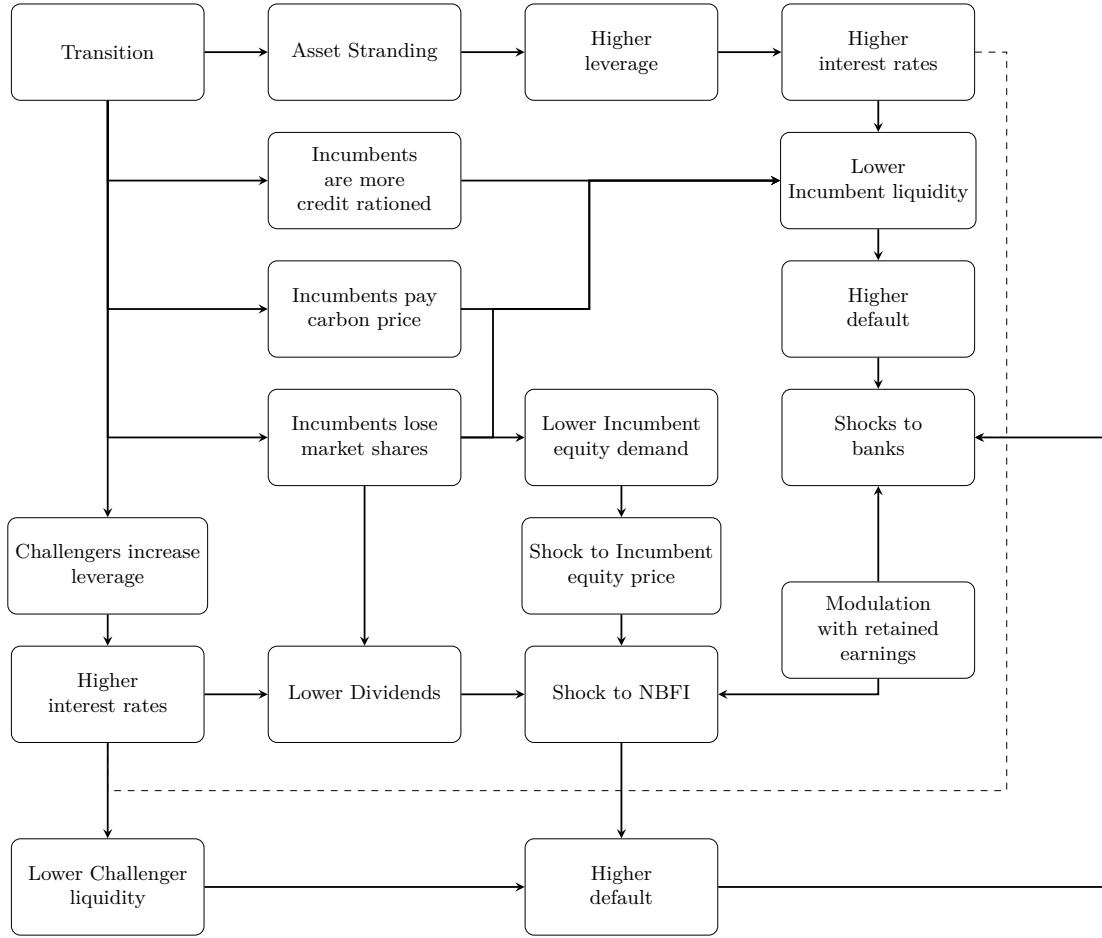 Transition
Asset Stranding
Higher
leverage
Higher
interest rates
Incumbents
are more
credit rationed
Lower
Incumbent liquidity
Incumbents pay
carbon price
Higher
default
Incumbents lose
market shares
Lower Incumbent
equity demand
Shocks to
banks
Challengers increase
leverage
Shock to Incumbent
equity price
Modulation
with retained
earnings
Higher
interest rates
Lower Dividends
Shock to NBFI
Lower Challenger
liquidity
Higher
default